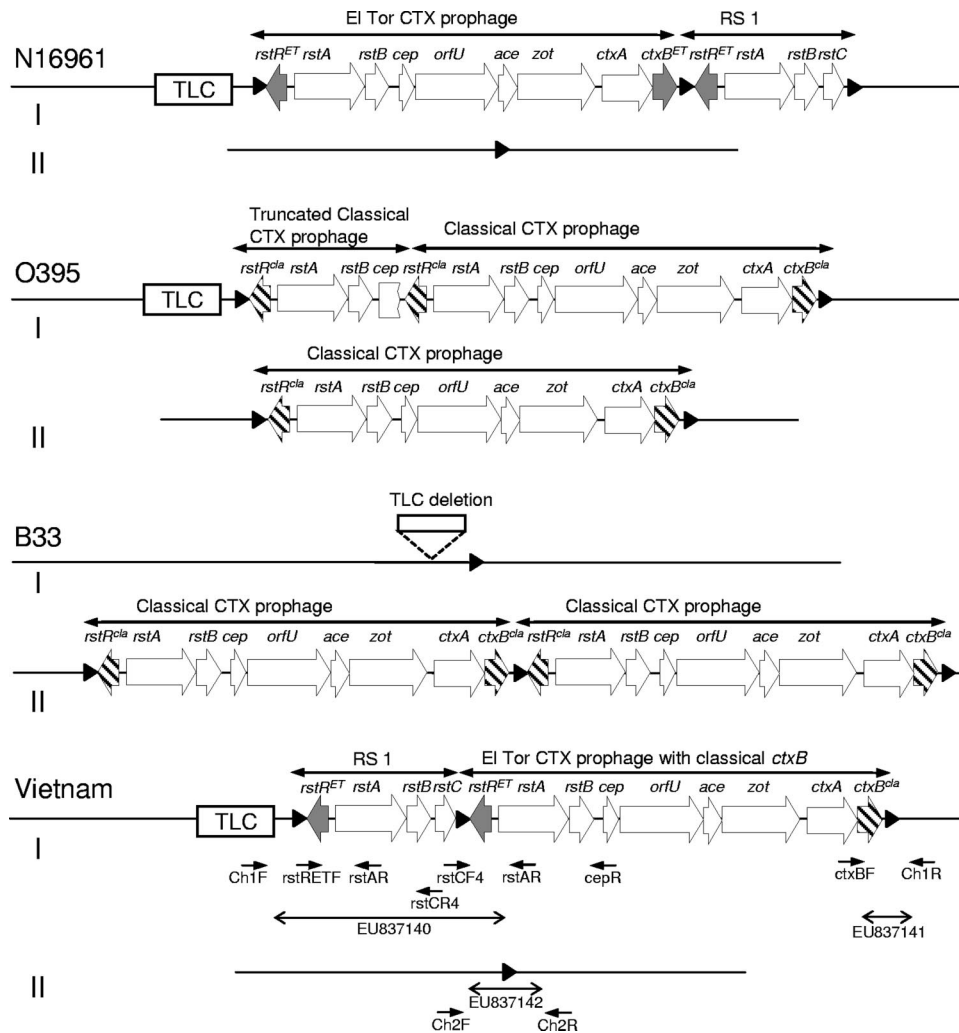 El Tor CTX prophage RS 1
N16961 rstR^ET rstA rstB cep orfU ace zot ctxA ctxB^ET rstR^ET rstA rstB rstC
TLC
I
II
Truncated Classical
CTX prophage Classical CTX prophage
O395 rstR^cla rstA rstB cep rstR^cla rstA rstB cep orfU ace zot ctxA ctxB^cla
TLC
I
Classical CTX prophage
rstR^cla rstA rstB cep orfU ace zot ctxA ctxB^cla
II
TLC deletion
B33
I
Classical CTX prophage Classical CTX prophage
rstR^cla rstA rstB cep orfU ace zot ctxA ctxB^cla rstR^cla rstA rstB cep orfU ace zot ctxA ctxB^cla
II
RS 1 El Tor CTX prophage with classical ctxB
Vietnam rstR^ET rstA rstB rstC rstR^ET rstA rstB cep orfU ace zot ctxA ctxB^cla
TLC
I
Ch1F rstRETF rstAR rstCF4 rstAR cepR ctxBF Ch1R
rstCR4
EU837140 EU837141
II
EU837142
Ch2F Ch2R